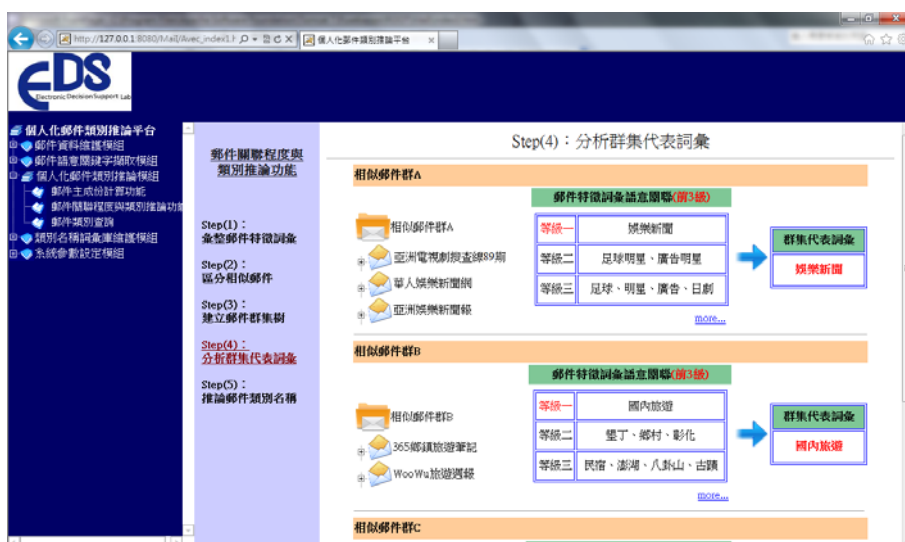 http://127.0.0.1:8080/Mail/Avec_index1.h
個人化郵件類別推論平台
EDS
Electronic Decision Support Lab
個人化郵件類別推論平台
郵件資料維護模組
郵件語意關鍵字擷取模組
個人化郵件類別推論模組
郵件主成份計算功能
郵件關聯程度與類別推論功能
郵件類別查詢
類別名稱詞彙庫維護模組
系統參數設定模組
郵件關聯程度與
類別推論功能
Step(1):
彙整郵件特徵詞彙
Step(2):
區分相似郵件
Step(3):
建立郵件群集樹
Step(4):
分析群集代表詞彙
Step(5):
推論郵件類別名稱
Step(4):分析群集代表詞彙
相似郵件群A
郵件特徵詞彙語意關聯(前3級)
相似郵件群A
亞洲電視劇搜查線89期
華人娛樂新聞網
亞洲娛樂新聞報
等級一 娛樂新聞
等級二 足球明星、廣告明星
等級三 足球、明星、廣告、日劇
more...
群集代表詞彙
娛樂新聞
相似郵件群B
郵件特徵詞彙語意關聯(前3級)
相似郵件群B
365鄉鎮旅遊筆記
WooWu旅遊週報
等級一 國內旅遊
等級二 墾丁、鄉村、彰化
等級三 民宿、澎湖、八卦山、古蹟
more...
群集代表詞彙
國內旅遊
相似郵件群C